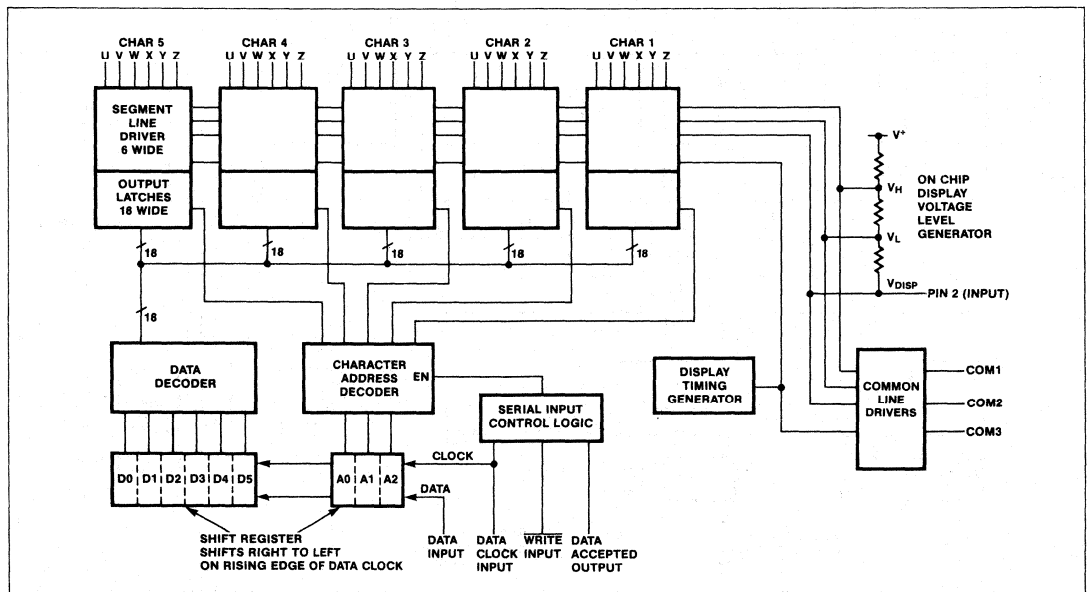 CHAR 5 CHAR 4 CHAR 3 CHAR 2 CHAR 1
U V W X Y Z U V W X Y Z U V W X Y Z U V W X Y Z U V W X Y Z
SEGMENT
LINE
DRIVER
6 WIDE
OUTPUT
LATCHES
18 WIDE
V+
VH
VL
VDISP
PIN 2 (INPUT)
ON CHIP
DISPLAY
VOLTAGE
LEVEL
GENERATOR
18 18 18 18 18
18
DATA
DECODER
CHARACTER
ADDRESS
DECODER
EN
SERIAL INPUT
CONTROL LOGIC
DISPLAY
TIMING
GENERATOR
COMMON
LINE
DRIVERS
COM1
COM2
COM3
D0 D1 D2 D3 D4 D5
A0 A1 A2
CLOCK
DATA
SHIFT REGISTER
SHIFTS RIGHT TO LEFT
ON RISING EDGE OF DATA CLOCK
DATA
INPUT
DATA
CLOCK
INPUT
WRITE
INPUT
DATA
ACCEPTED
OUTPUT